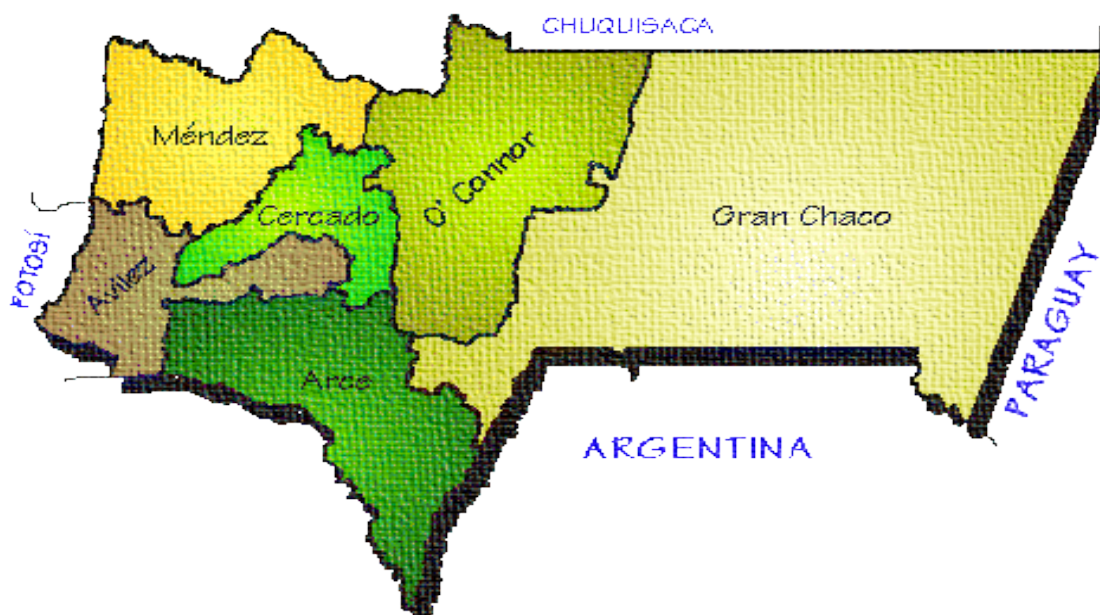 CHUQUISACA
Méndez
O' Connor
Cercado
Gran Chaco
POTOSÍ
Avilez
PARAGUAY
Arce
ARGENTINA